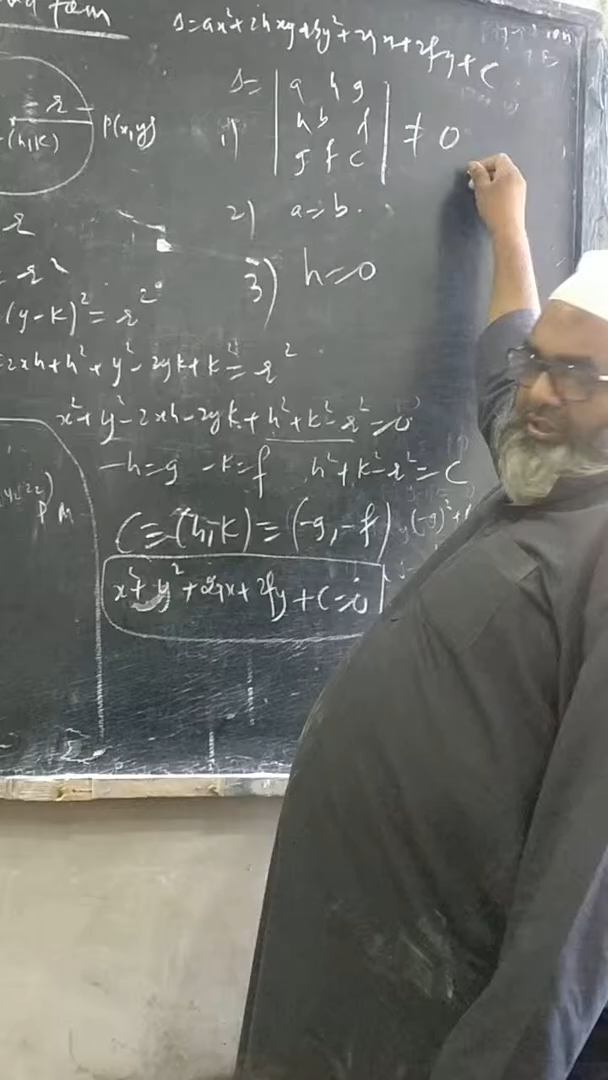 S=ax²+2hxy+by²+2gx+2fy+c
r P(x,y)
(h,k)
Δ= | a h g
1) h b f | ≠ 0
g f c
r
2) a=b.
= r²
3) h=0
(y-k)² = r²
2xh+h²+y²-2yk+k²=r²
x²+y²-2xh-2yk+h²+k²-r²=0
-h=g -k=f h²+k²-r²=c
C≡(h,k)≡(-g,-f)
x²+y²+2gx+2fy+c=0